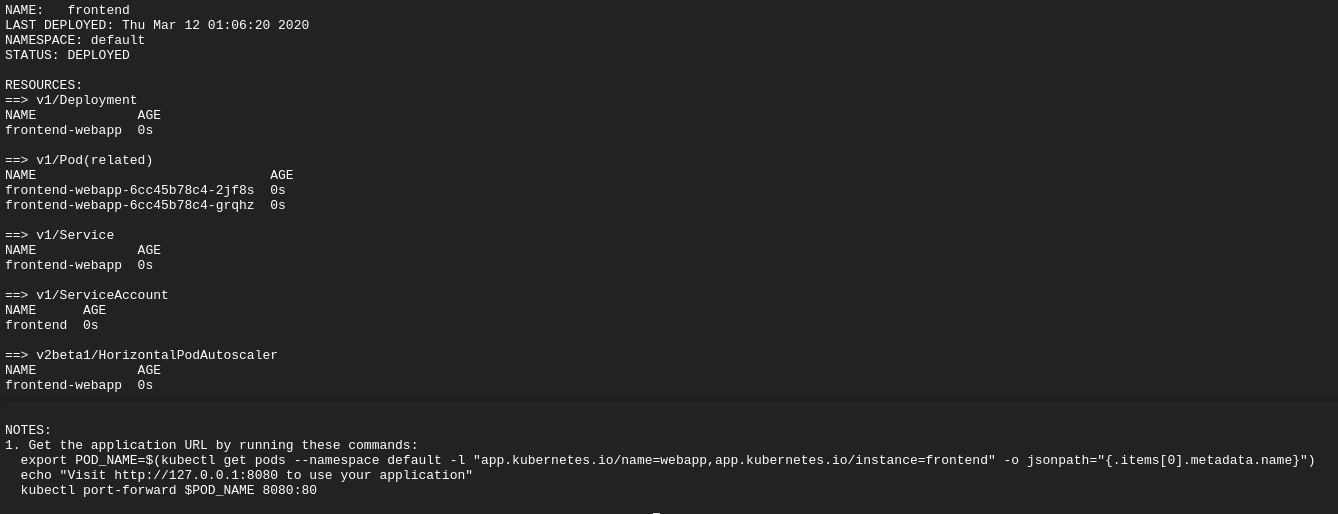 NAME:   frontend
LAST DEPLOYED: Thu Mar 12 01:06:20 2020
NAMESPACE: default
STATUS: DEPLOYED

RESOURCES:
==> v1/Deployment
NAME             AGE
frontend-webapp  0s

==> v1/Pod(related)
NAME                              AGE
frontend-webapp-6cc45b78c4-2jf8s  0s
frontend-webapp-6cc45b78c4-grqhz  0s

==> v1/Service
NAME             AGE
frontend-webapp  0s

==> v1/ServiceAccount
NAME      AGE
frontend  0s

==> v2beta1/HorizontalPodAutoscaler
NAME             AGE
frontend-webapp  0s

NOTES:
1. Get the application URL by running these commands:
  export POD_NAME=$(kubectl get pods --namespace default -l "app.kubernetes.io/name=webapp,app.kubernetes.io/instance=frontend" -o jsonpath="{.items[0].metadata.name}")
  echo "Visit http://127.0.0.1:8080 to use your application"
  kubectl port-forward $POD_NAME 8080:80